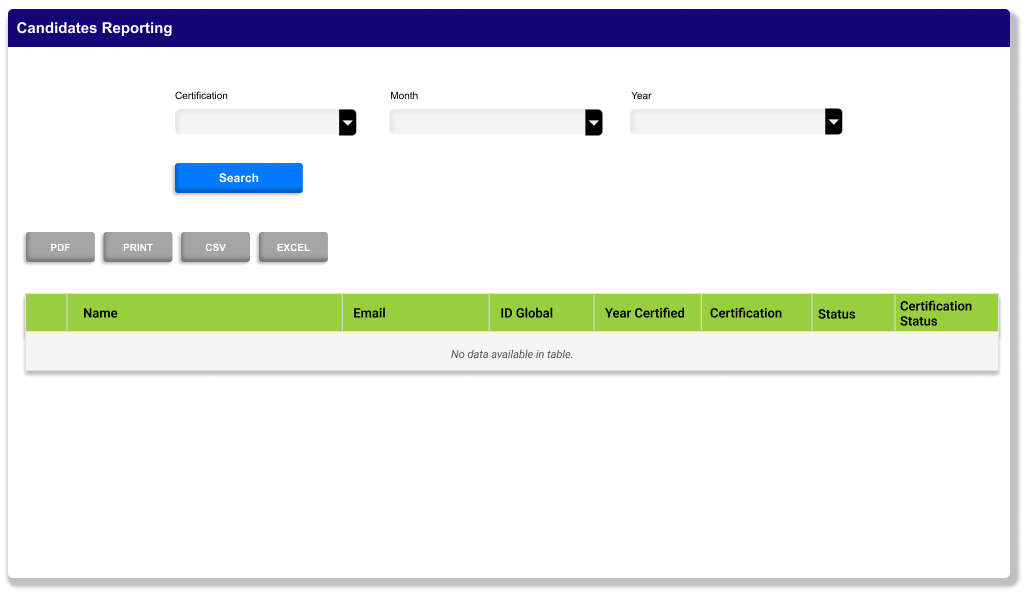 Candidates Reporting
Certification Month Year
Search
PDF PRINT CSV EXCEL
Name Email ID Global Year Certified Certification Status Certification
Status
No data available in table.